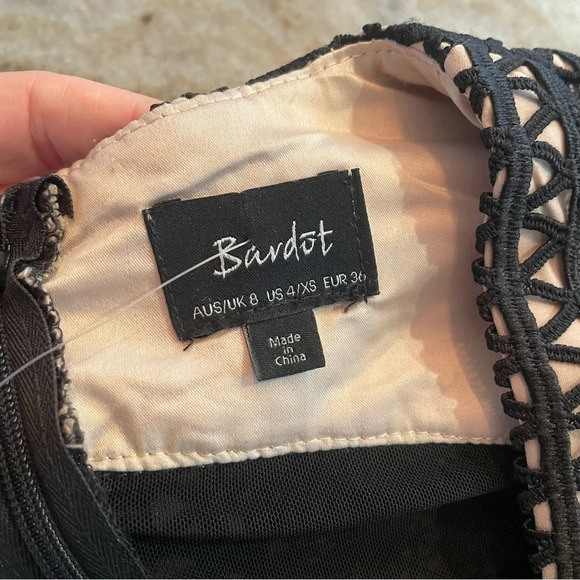 Bardot
AUS/UK 8 US 4/XS EUR 36
Made
in
China